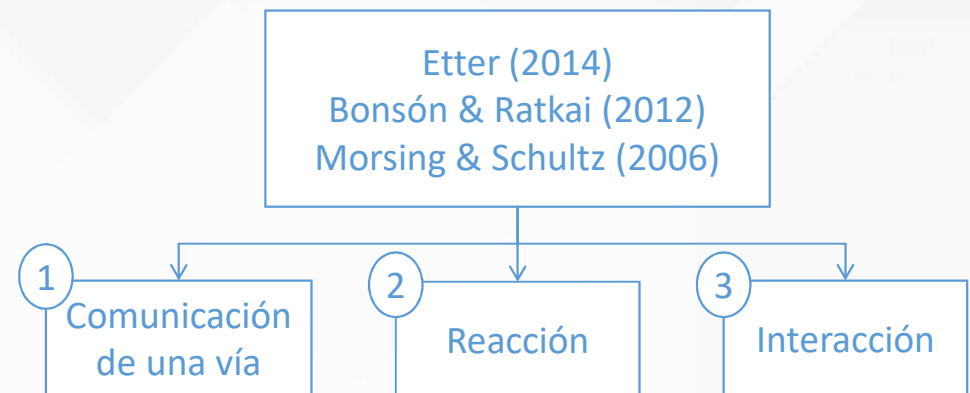 Etter (2014)
Bonsón & Ratkai (2012)
Morsing & Schultz (2006)
1
Comunicación
de una vía
2
Reacción
3
Interacción